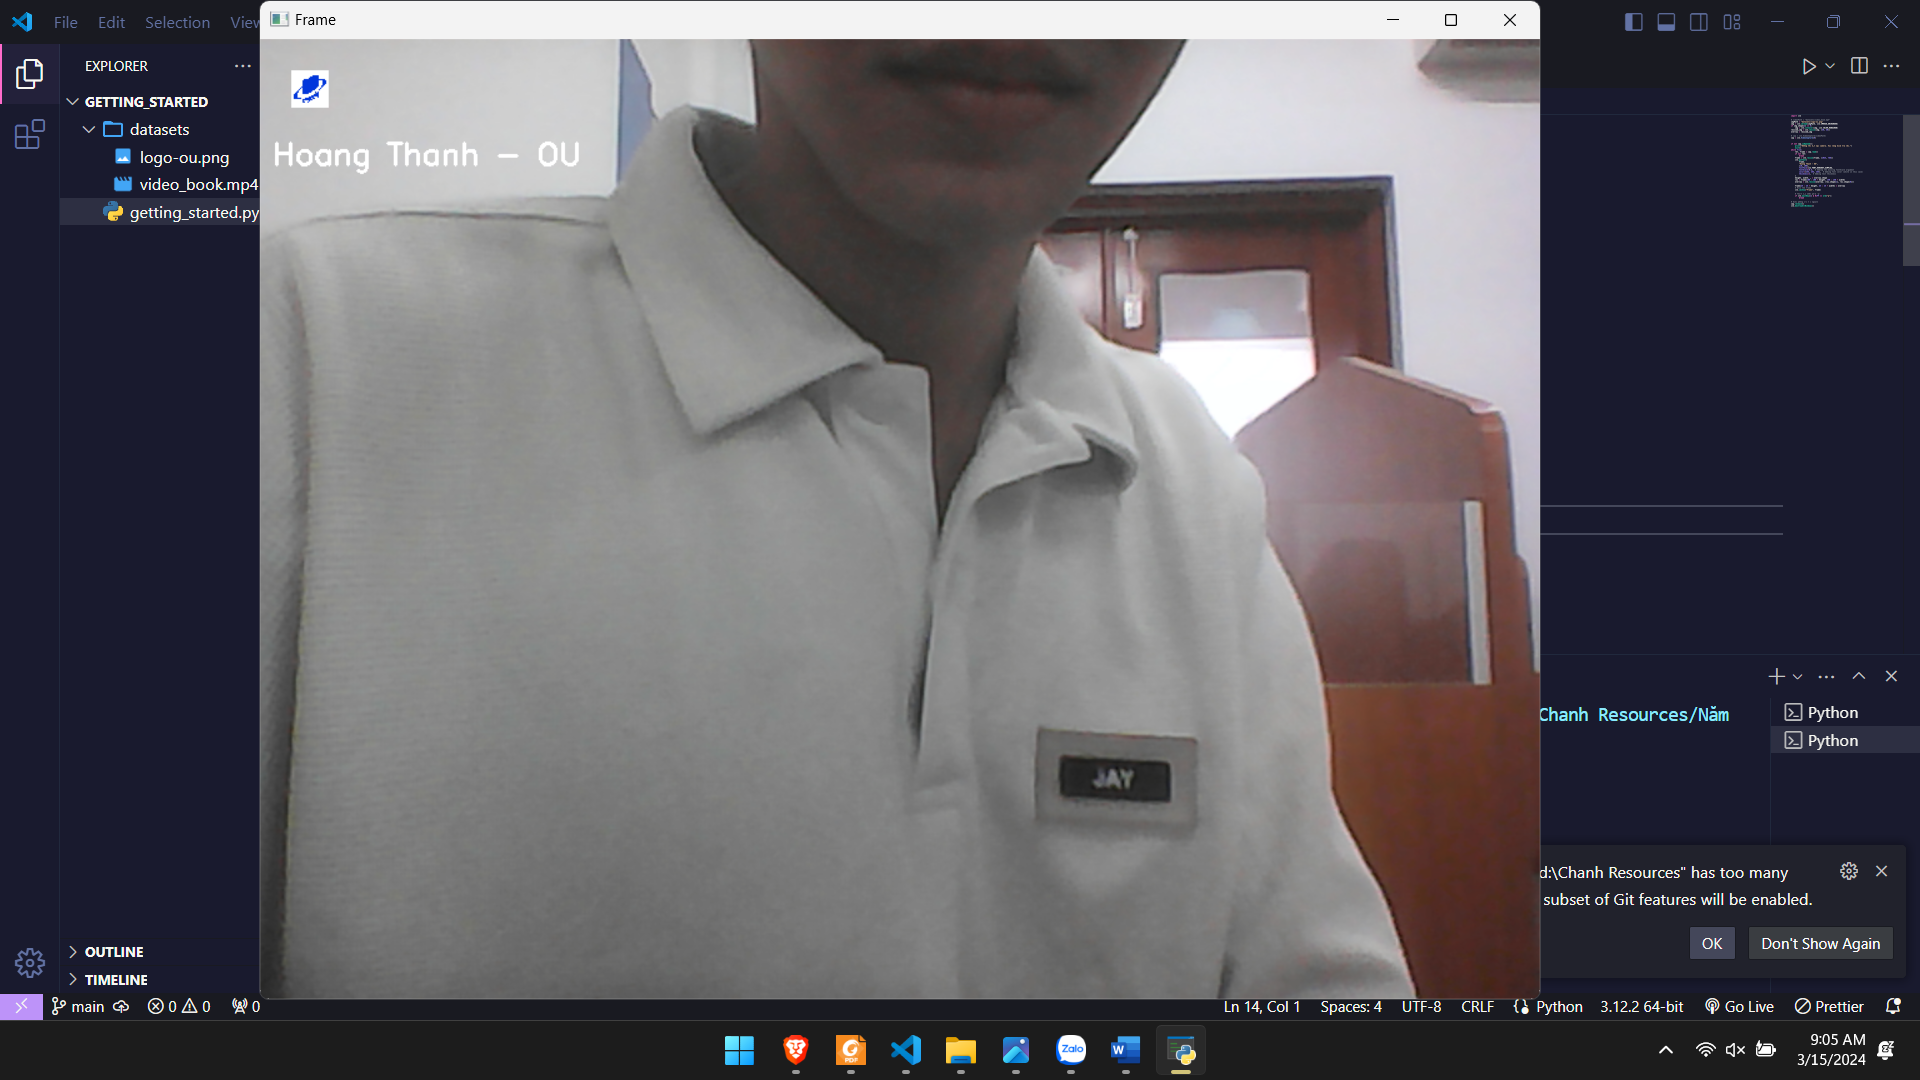 File Edit Selection View
Frame
EXPLORER
GETTING_STARTED
datasets
logo-ou.png
video_book.mp4
getting_started.py
Hoang Thanh - OU
JAY
Chanh Resources/Năm
Python
Python
d:\Chanh Resources" has too many
subset of Git features will be enabled.
OK Don't Show Again
OUTLINE
TIMELINE
main 0 0 0 Ln 14, Col 1 Spaces: 4 UTF-8 CRLF Python 3.12.2 64-bit Go Live Prettier
PDF Zalo W
9:05 AM
3/15/2024